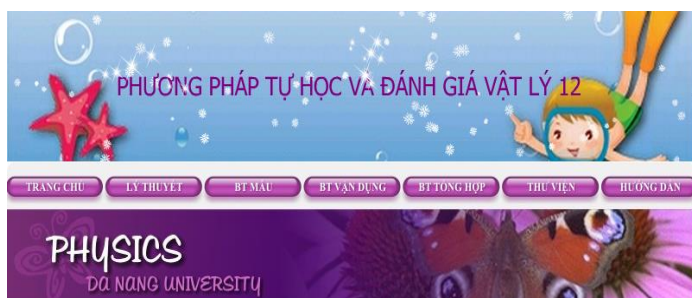 PHƯƠNG PHÁP TỰ HỌC VÀ ĐÁNH GIÁ VẬT LÝ 12
TRANG CHỦ LÝ THUYẾT BT MẪU BT VẬN DỤNG BT TỔNG HỢP THƯ VIỆN HƯỚNG DẪN
PHYSICS
DA NANG UNIVERSITY